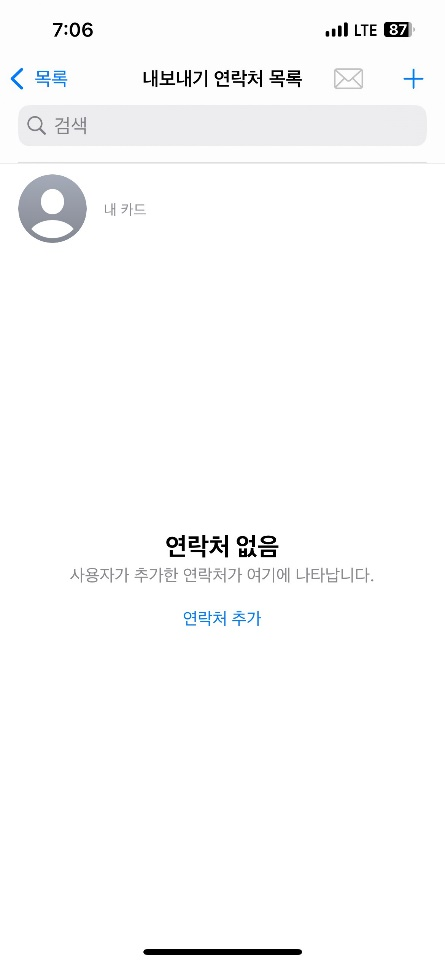 7:06
LTE 87
목록
내보내기 연락처 목록
검색
내 카드
연락처 없음
사용자가 추가한 연락처가 여기에 나타납니다.
연락처 추가